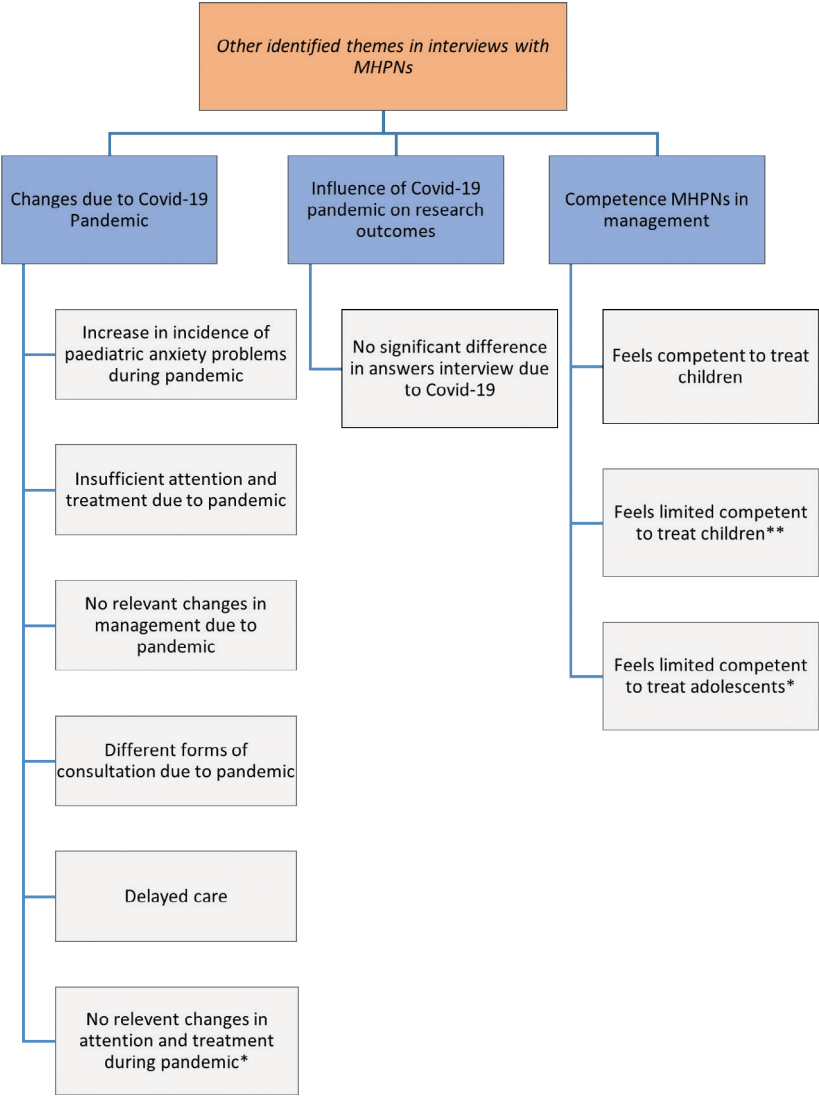 Other identified themes in interviews with
MHPNs
Changes due to Covid-19
Pandemic
Increase in incidence of
paediatric anxiety problems
during pandemic
Insufficient attention and
treatment due to pandemic
No relevant changes in
management due to
pandemic
Different forms of
consultation due to pandemic
Delayed care
No relevent changes in
attention and treatment
during pandemic*
Influence of Covid-19
pandemic on research
outcomes
No significant difference
in answers interview due
to Covid-19
Competence MHPNs in
management
Feels competent to treat
children
Feels limited competent
to treat children**
Feels limited competent
to treat adolescents*